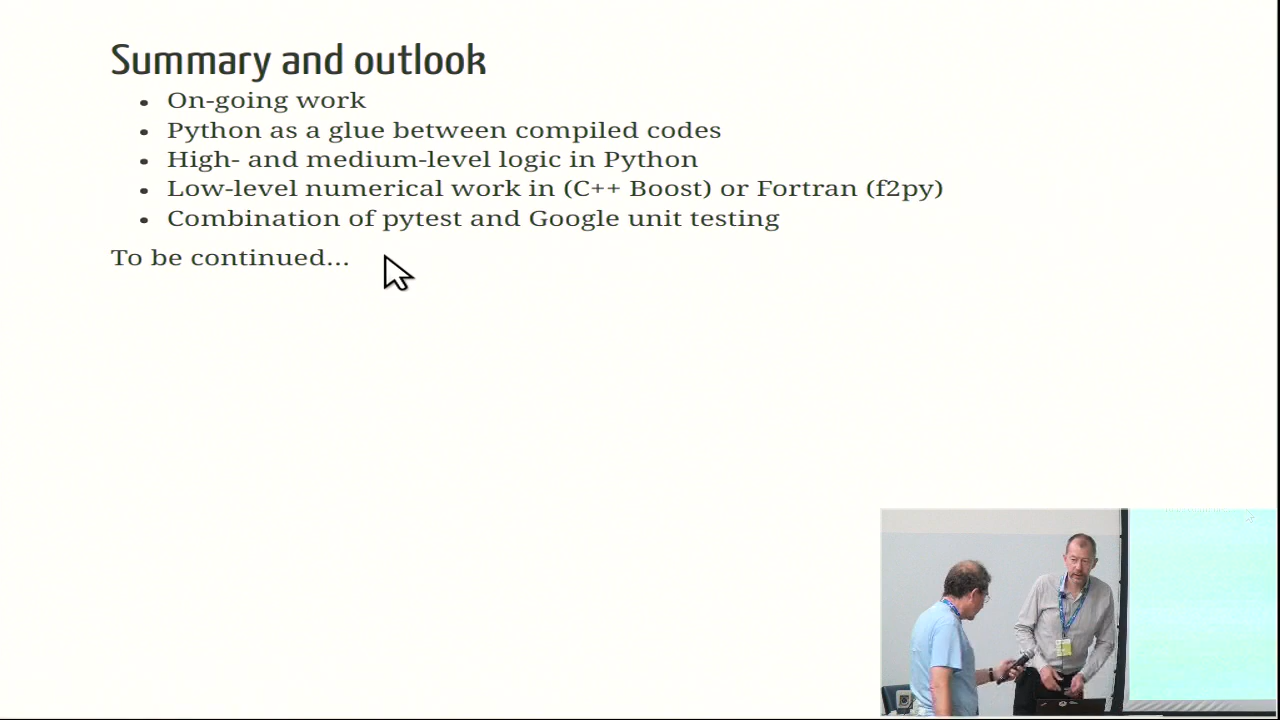 Summary and outlook
On-going work
Python as a glue between compiled codes
High- and medium-level logic in Python
Low-level numerical work in (C++ Boost) or Fortran (f2py)
Combination of pytest and Google unit testing
To be continued...